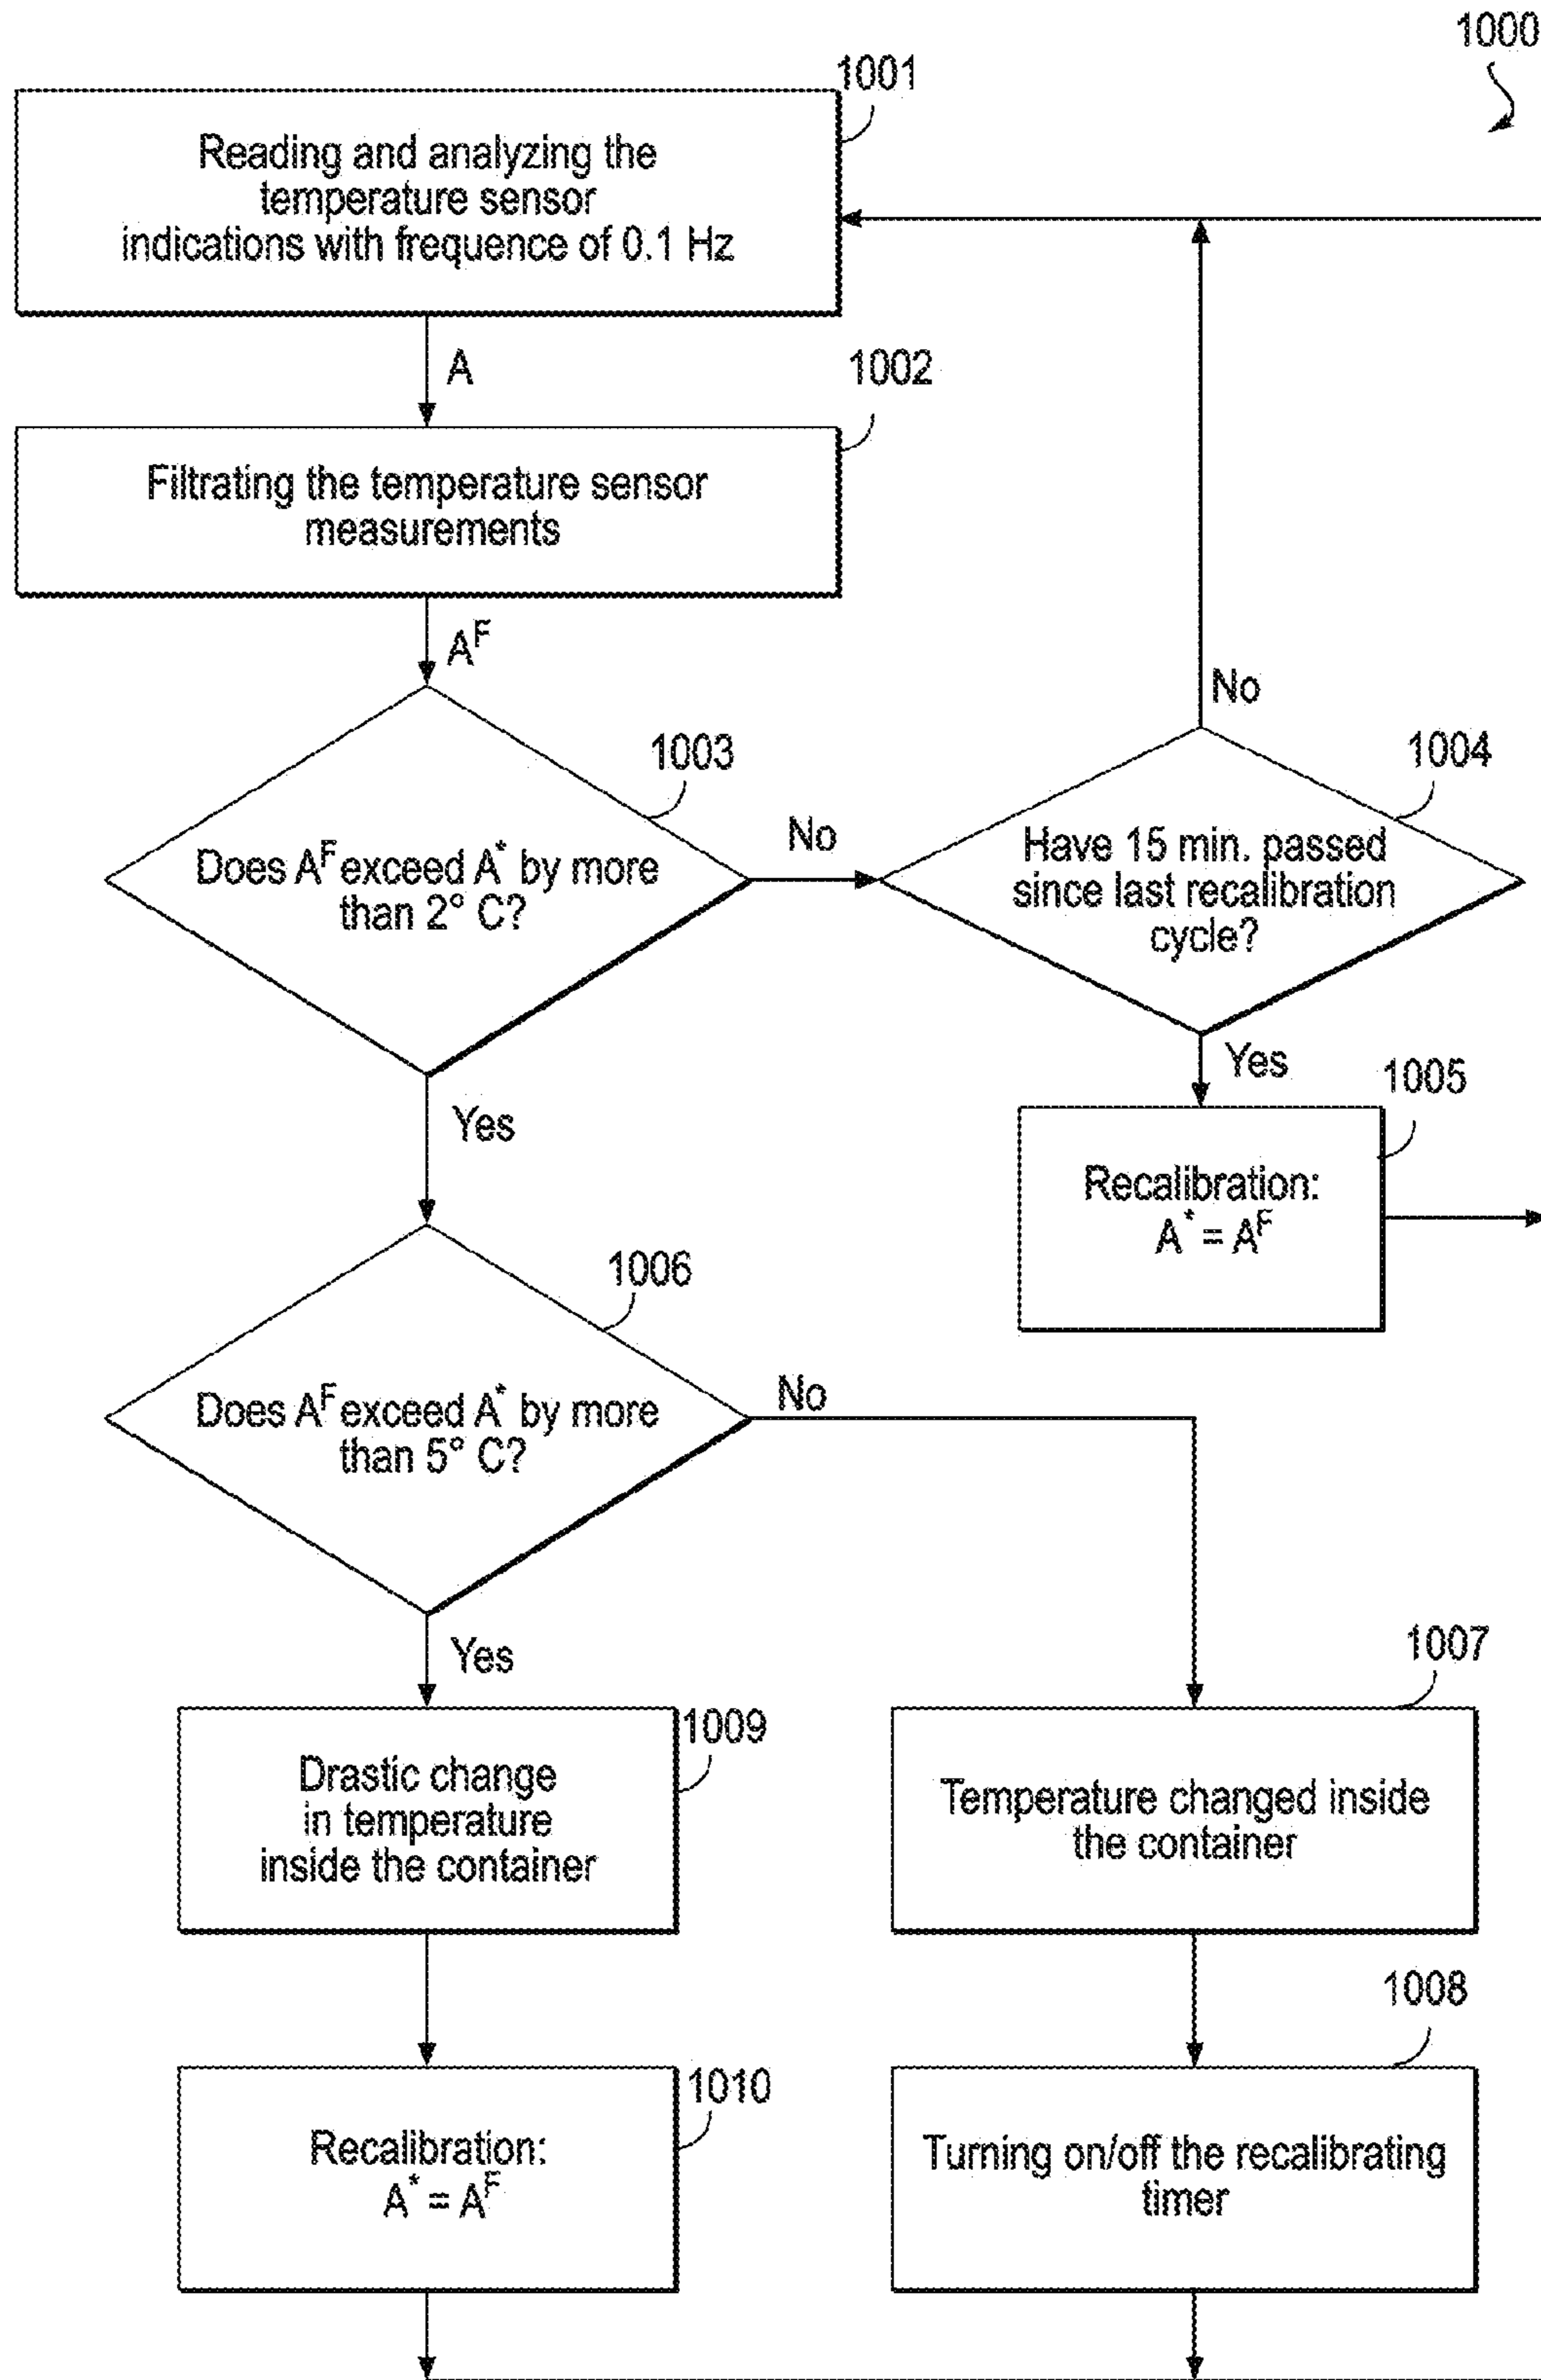 1000
1001
Reading and analyzing the
temperature sensor
indications with frequence of 0.1 Hz
A
1002
Filtrating the temperature sensor
measurements
A^F
1003
Does A^F exceed A* by more
than 2° C?
No
1004
Have 15 min. passed
since last recalibration
cycle?
No
Yes
1005
Recalibration:
A* = A^F
Yes
1006
Does A^F exceed A* by more
than 5° C?
No
Yes
1007
Temperature changed inside
the container
1009
Drastic change
in temperature
inside the container
1008
Turning on/off the recalibrating
timer
1010
Recalibration:
A* = A^F